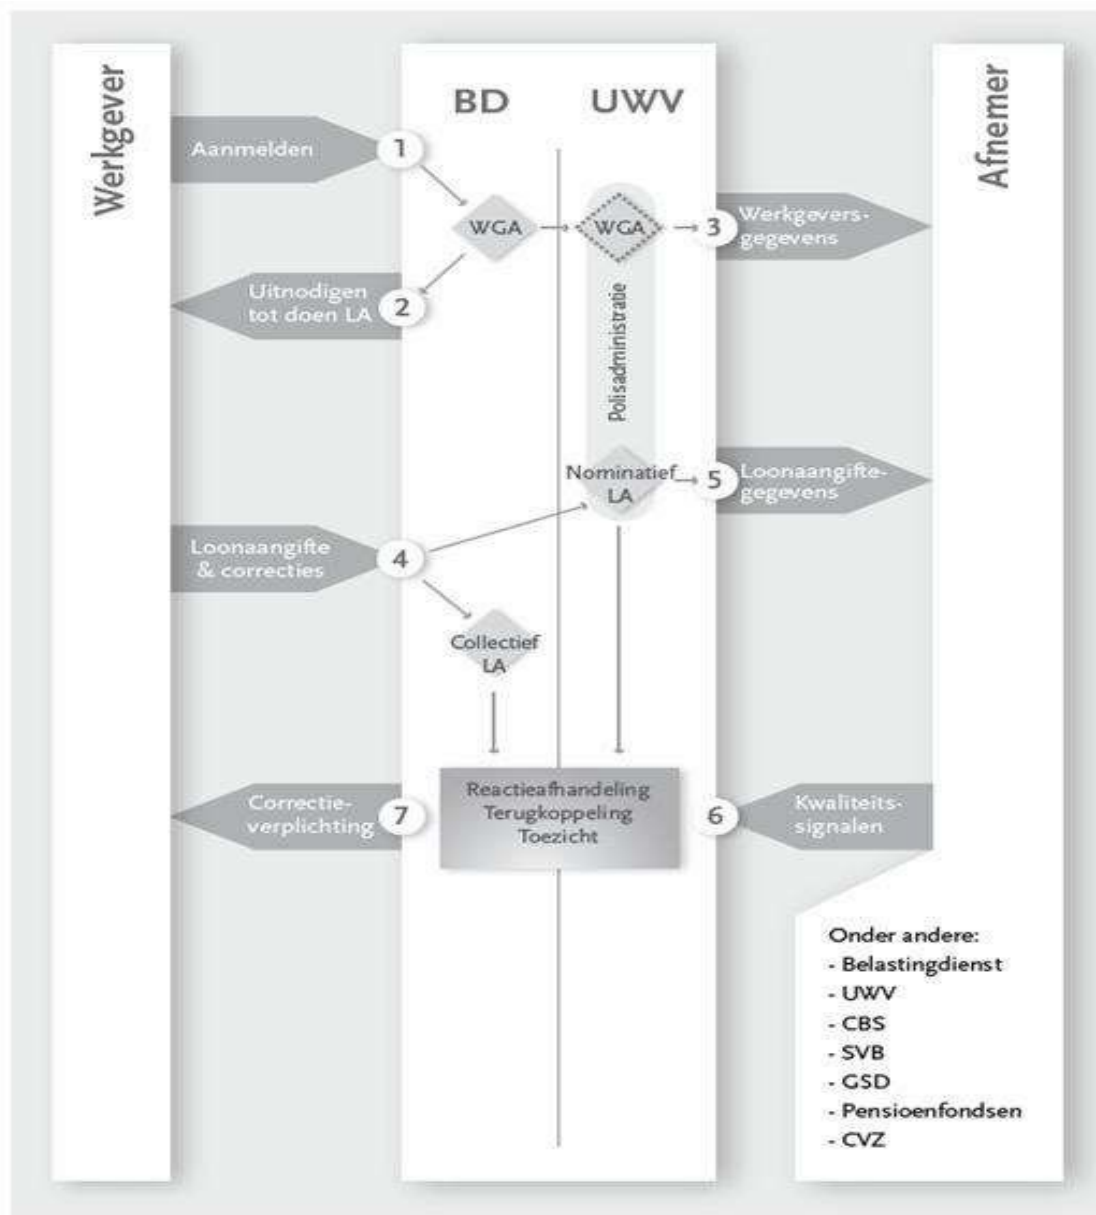 Werkgever
BD
UWV
Afnemer
Aanmelden
1
WGA
WGA
3
Werkgevers-
gegevens
Uitnodigen
tot doen LA
2
Polisadministratie
Nominatief
LA
5
Loonaangifte-
gegevens
Loonaangifte
& correcties
4
Collectief
LA
Correctie-
verplichting
7
Reactieafhandeling
Terugkoppeling
Toezicht
6
Kwaliteits-
signalen
Onder andere:
- Belastingdienst
- UWV
- CBS
- SVB
- GSD
- Pensioenfondsen
- CVZ